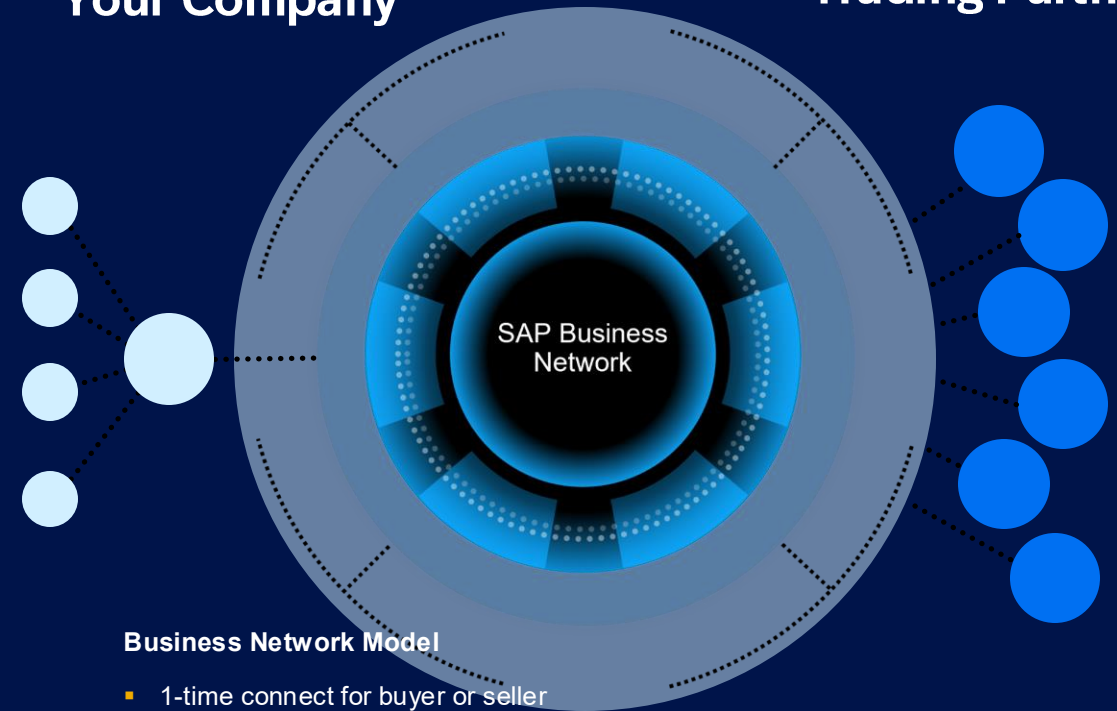 Your Company
SAP Business
Network
Business Network Model
1-time connect for buyer or seller